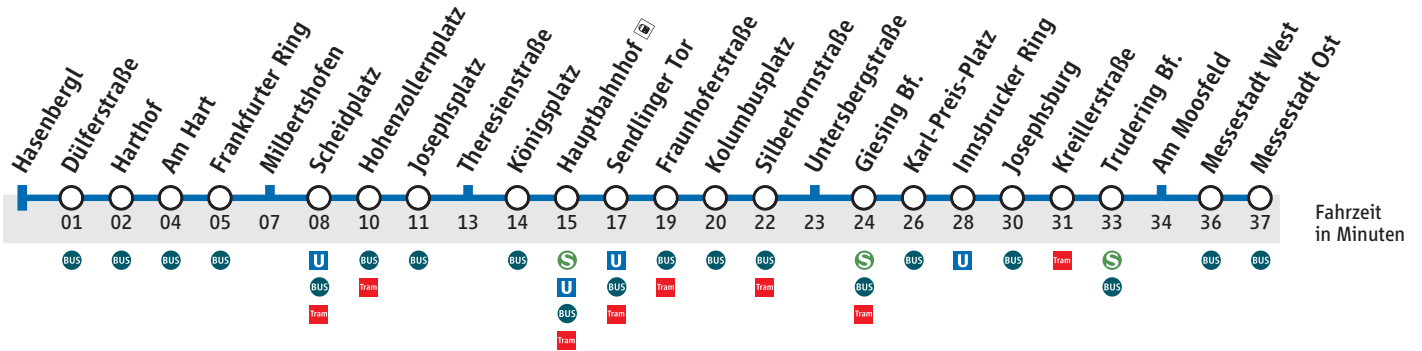 Hasenbergl
Dülferstraße
Harthof
Am Hart
Frankfurter Ring
Milbertshofen
Scheidplatz
Hohenzollernplatz
Josephsplatz
Theresienstraße
Königsplatz
Hauptbahnhof
Sendlinger Tor
Fraunhoferstraße
Kolumbusplatz
Silberhornstraße
Untersbergstraße
Giesing Bf.
Karl-Preis-Platz
Innsbrucker Ring
Josephsburg
Kreillerstraße
Trudering Bf.
Am Moosfeld
Messestadt West
Messestadt Ost
01 02 04 05 07 08 10 11 13 14 15 17 19 20 22 23 24 26 28 30 31 33 34 36 37
Fahrzeit
in Minuten
BUS BUS BUS BUS U BUS BUS BUS S U BUS BUS BUS S BUS U BUS Tram S BUS BUS
BUS Tram U BUS Tram Tram BUS BUS
Tram BUS Tram Tram
Tram